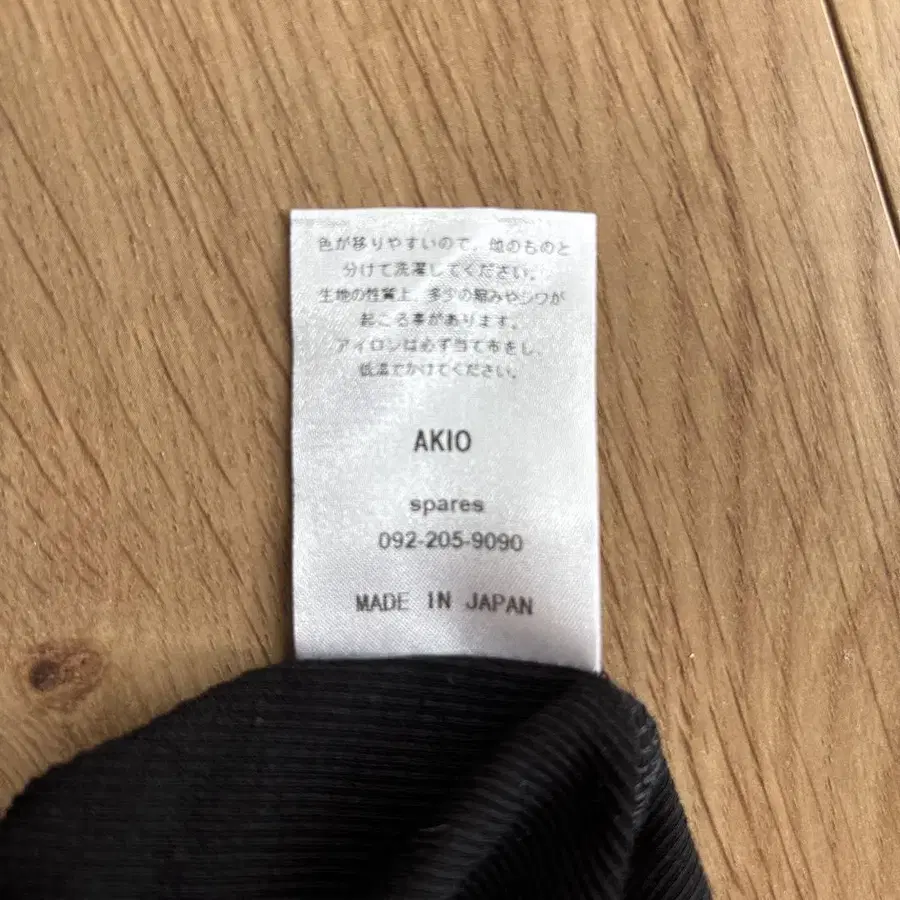 色が移りやすいので、他のものと
分けて洗濯してください。
生地の性質上、多少の縮みやシワが
起こる事があります。
アイロンは必ず当て布をし、
低温でかけてください。
AKIO
spares
092-205-9090
MADE IN JAPAN